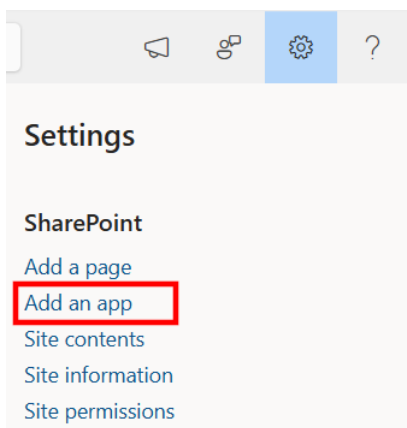 ?
Settings
SharePoint
Add a page
Add an app
Site contents
Site information
Site permissions